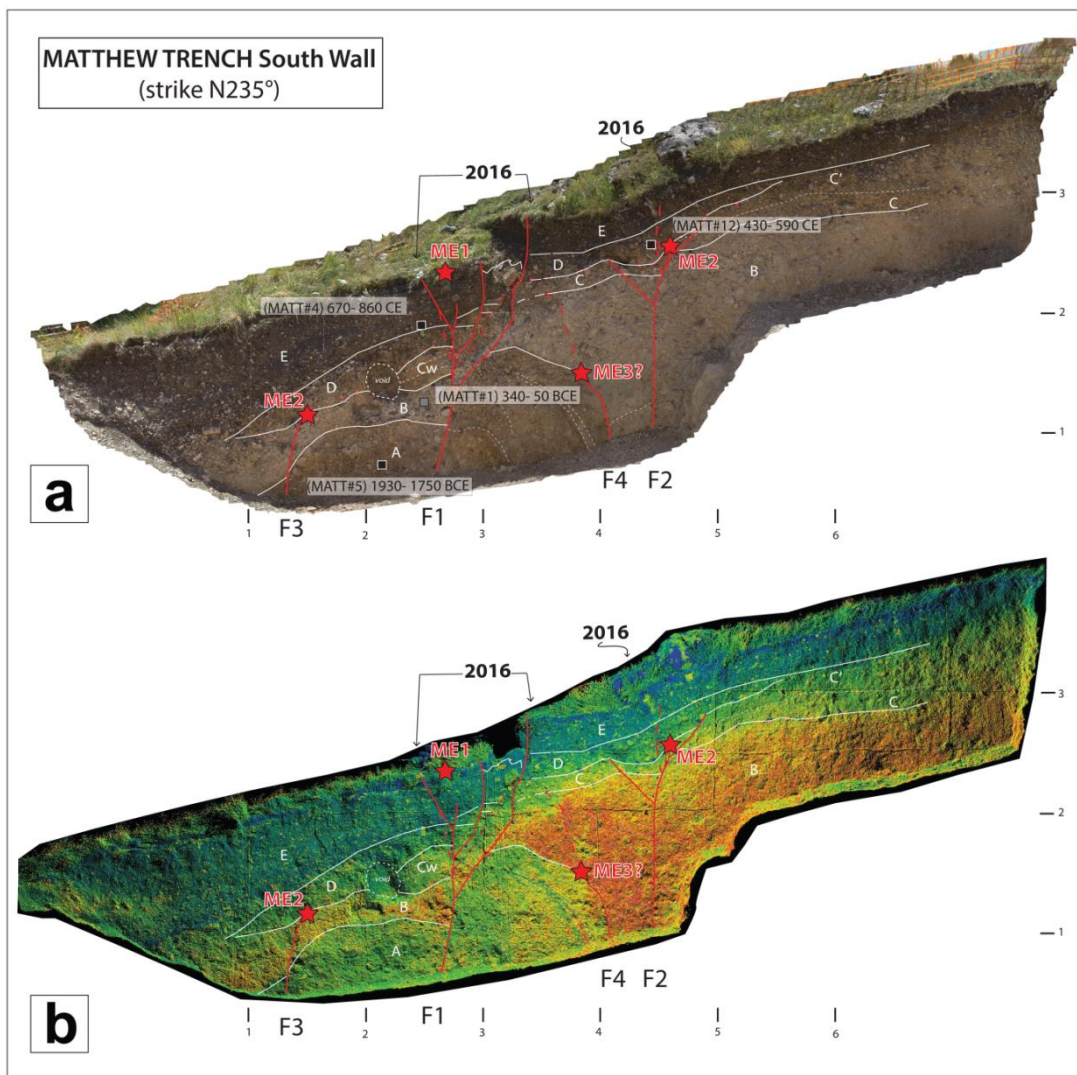 MATTHEW TRENCH South Wall
(strike N235°)
2016
2016
C'
3
E
C
(MATT#12) 430- 590 CE
ME1
D
ME2
C
B
(MATT#4) 670- 860 CE
2
E
Cw
void
D
ME3?
ME2
(MATT#1) 340- 50 BCE
B
1
A
(MATT#5) 1930- 1750 BCE
a
F4 F2
F3 F1
1 2 3 4 5 6
2016
2016
C'
3
E
C
ME1
D
ME2
C
B
2
E
Cw
void
D
ME3?
ME2
B
A
1
F4 F2
b
F3 F1
1 2 3 4 5 6